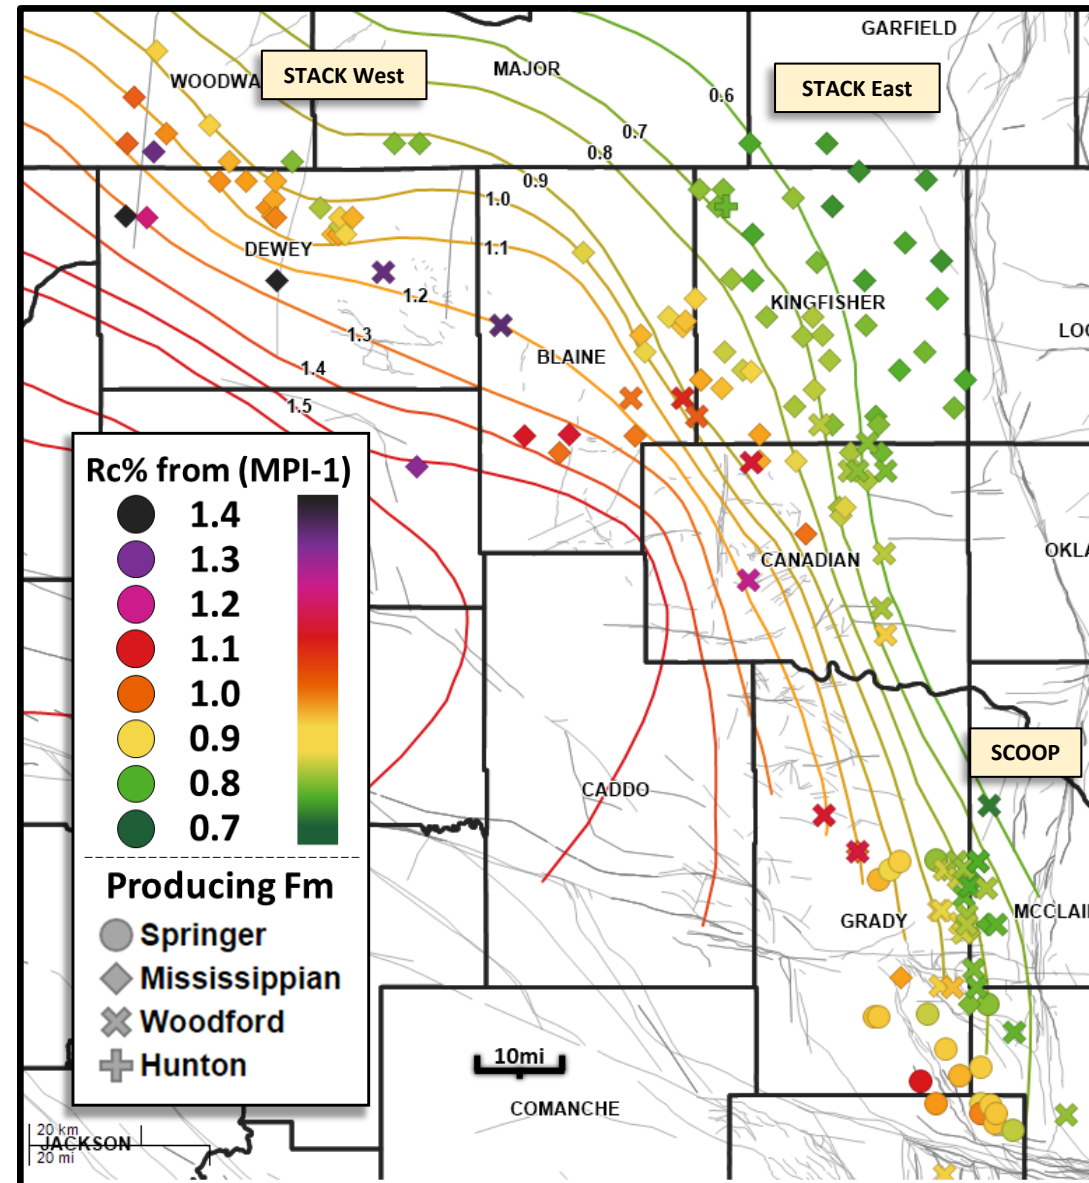 GARFIELD
WOODWA
STACK West
MAJOR
STACK East
0.6
0.7
0.8
0.9
1.0
DEWEY
1.1
1.2
KINGFISHER
LOG
1.3
BLAINE
1.4
1.5
Rc% from (MPI-1)
1.4
1.3
1.2
1.1
1.0
0.9
0.8
0.7
Producing Fm
Springer
Mississippian
Woodford
Hunton
CANADIAN
OKLA
SCOOP
CADDO
GRADY
MCCLAI
10mi
COMANCHE
20 km
JACKSON
20 mi